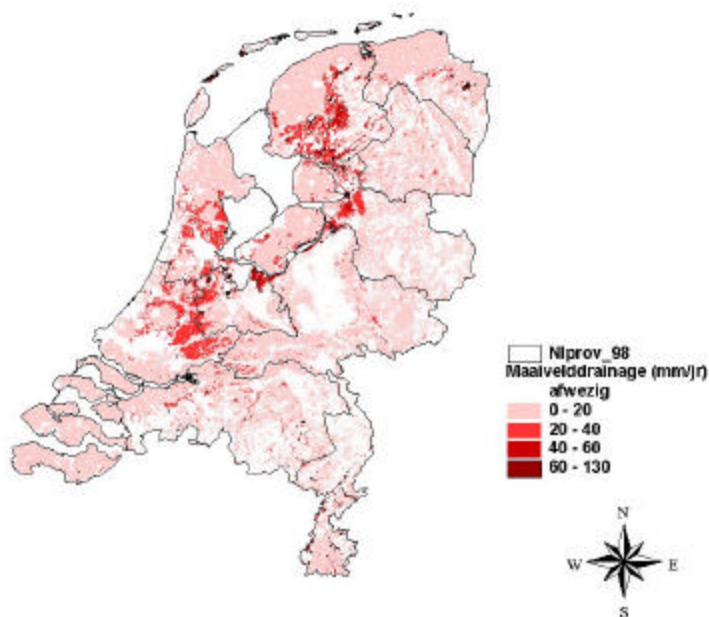 Nlprov_98
Maaivelddrainage (mm/jr)
afwezig
0 - 20
20 - 40
40 - 60
60 - 130
N
W E
S